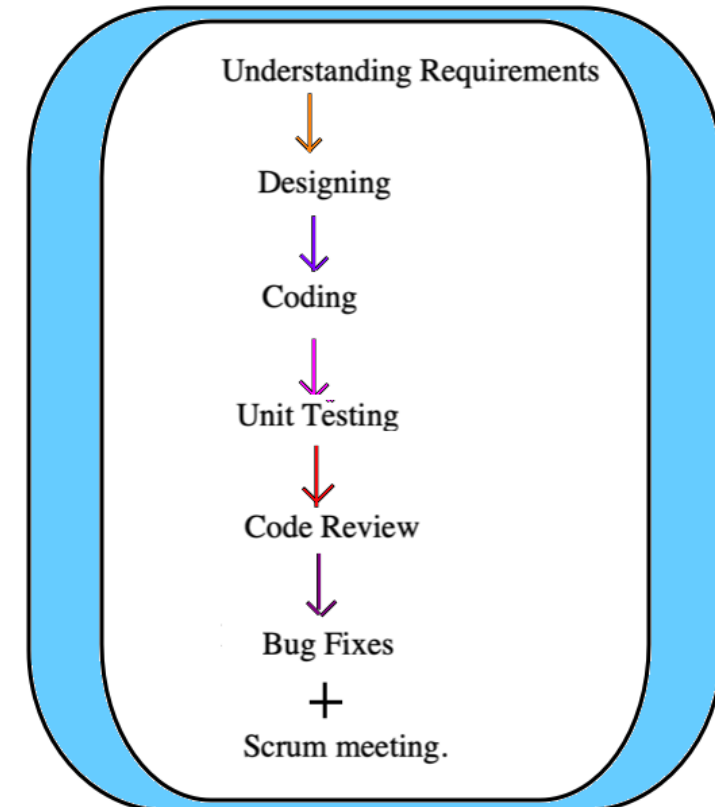 Understanding Requirements
Designing
Coding
Unit Testing
Code Review
Bug Fixes
+
Scrum meeting.